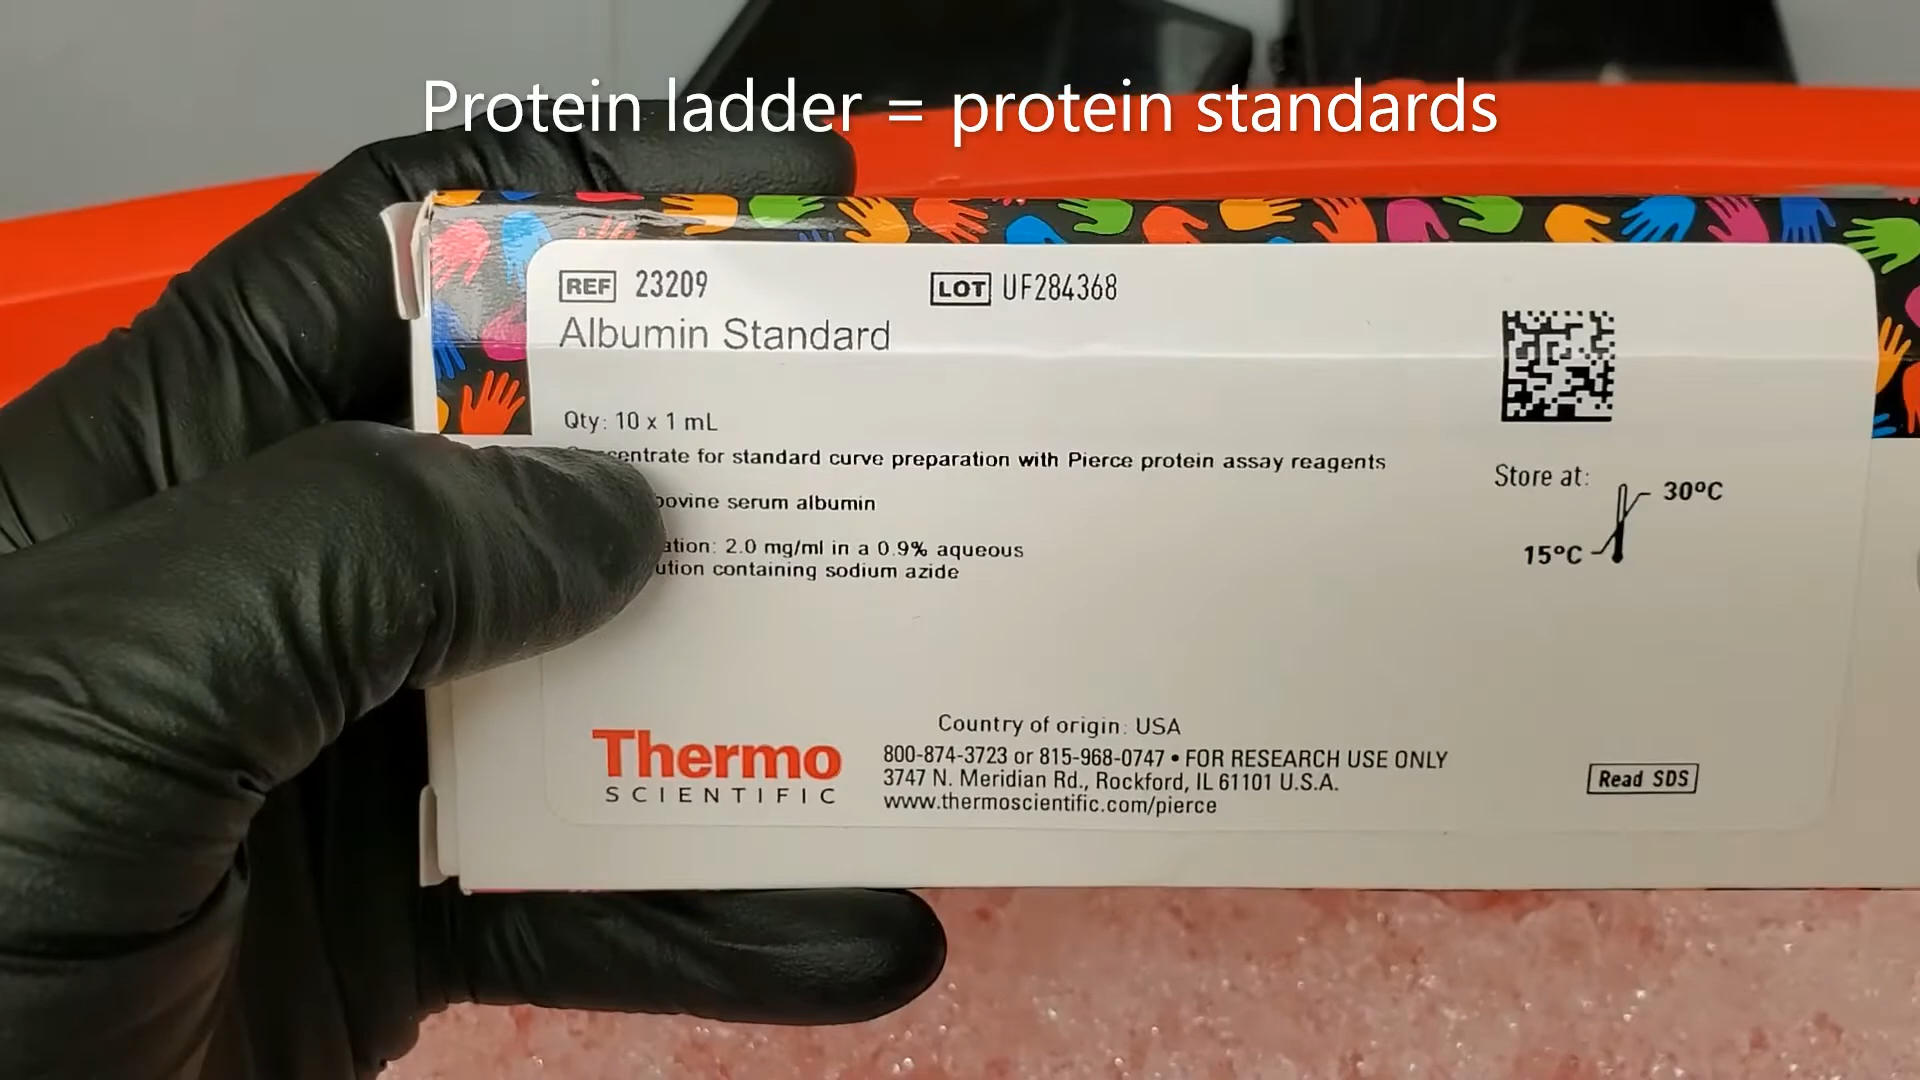 Protein ladder = protein standards
REF 23209
LOT UF284368
Albumin Standard
Qty: 10 x 1 mL
for standard curve preparation with Pierce protein assay reagents
bovine serum albumin
2.0 mg/ml in a 0.9% aqueous
containing sodium azide
Store at:
30°C
15°C
Thermo
SCIENTIFIC
Country of origin: USA
800-874-3723 or 815-968-0747 • FOR RESEARCH USE ONLY
3747 N. Meridian Rd., Rockford, IL 61101 U.S.A.
www.thermoscientific.com/pierce
Read SDS